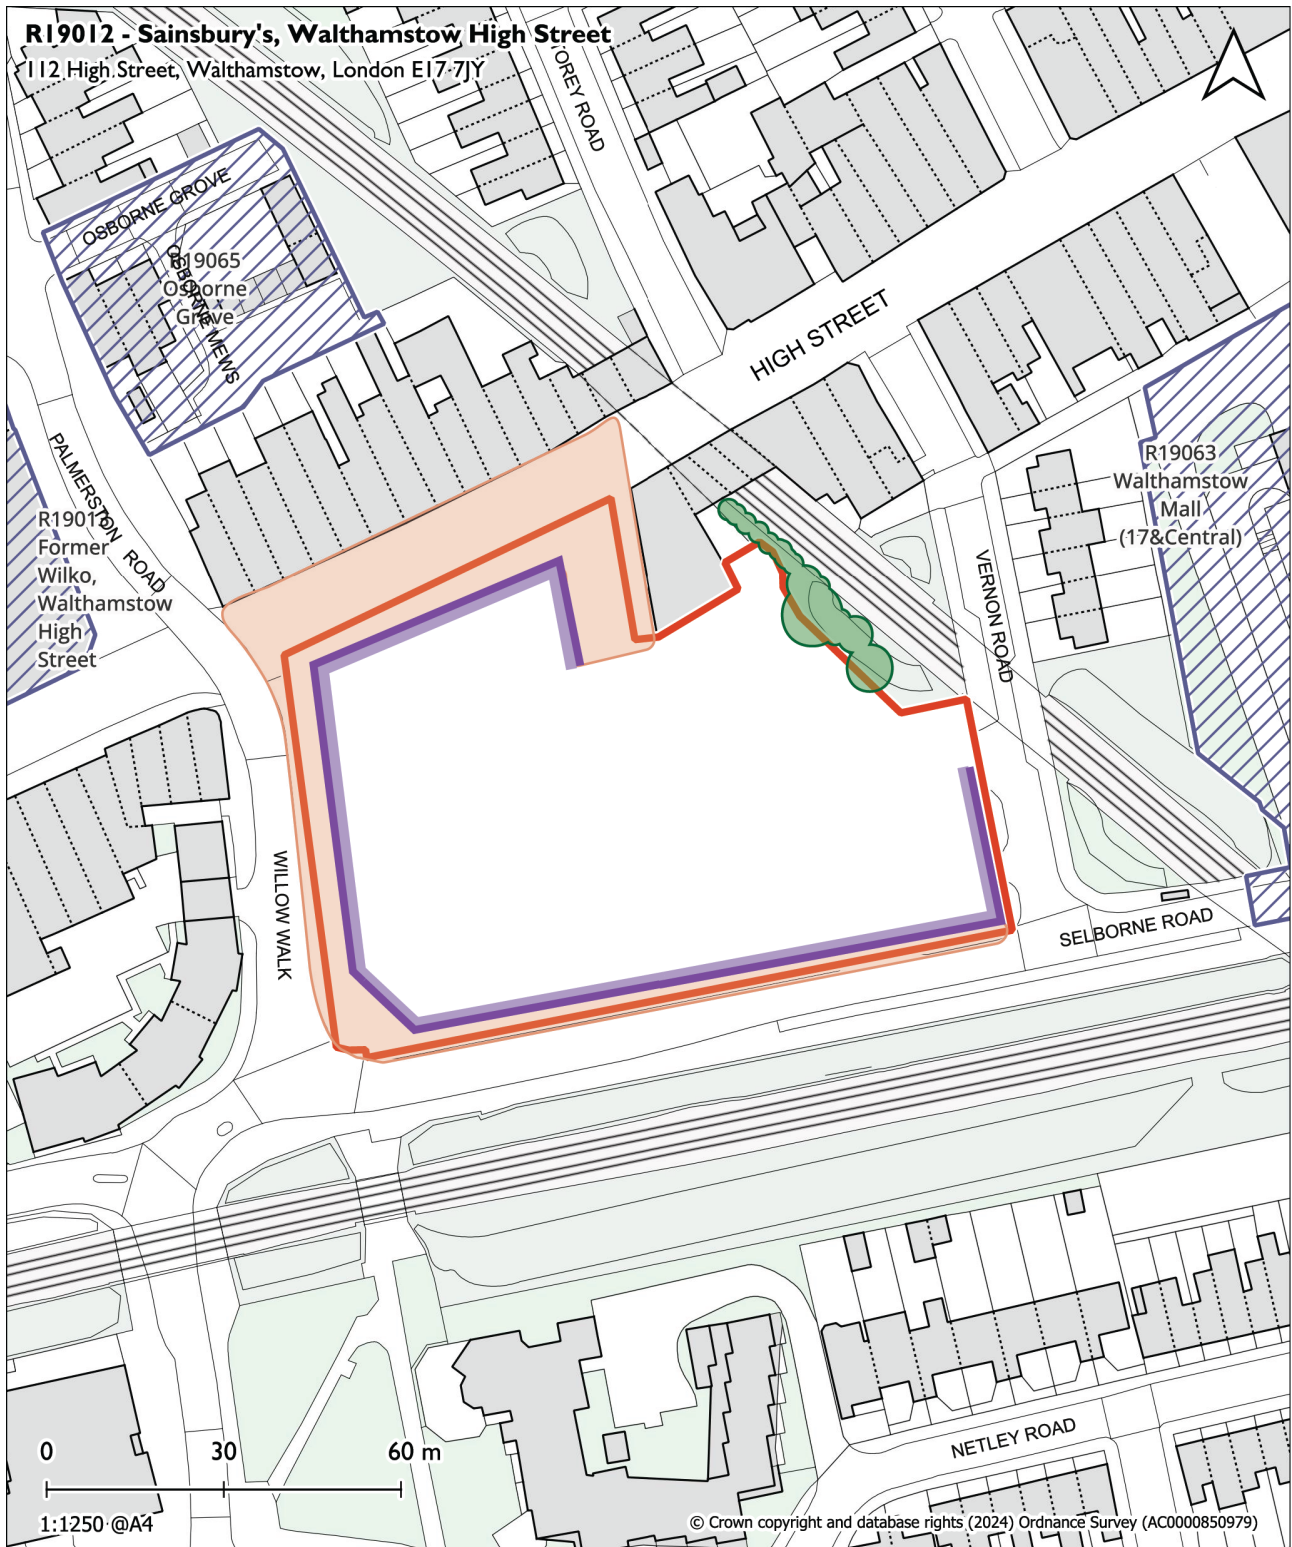 R19012 - Sainsbury's, Walthamstow High Street
112 High Street, Walthamstow, London E17 7JY
TOREY ROAD
OSBORNE GROVE
R19065
Osborne
Grove
OSBORNE MEWS
HIGH STREET
PALMERSTON ROAD
Former
Wilko,
Walthamstow
High
Street
R19063
Walthamstow
Mall
(17&Central)
VERNON ROAD
WILLOW WALK
SELBORNE ROAD
NETLEY ROAD
0 30 60 m
1:1250 @A4
© Crown copyright and database rights (2024) Ordnance Survey (AC0000850979)